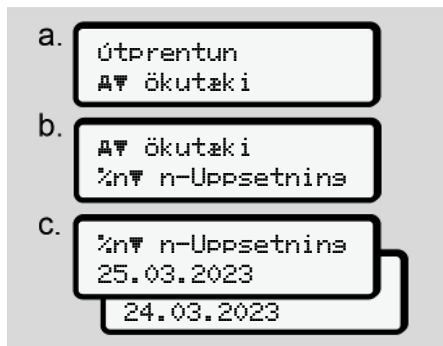 a.
útprentun
A▼ ökutæki
b.
A▼ ökutæki
%n▼ n-Uppsetning
c.
%n▼ n-Uppsetning
25.03.2023
24.03.2023